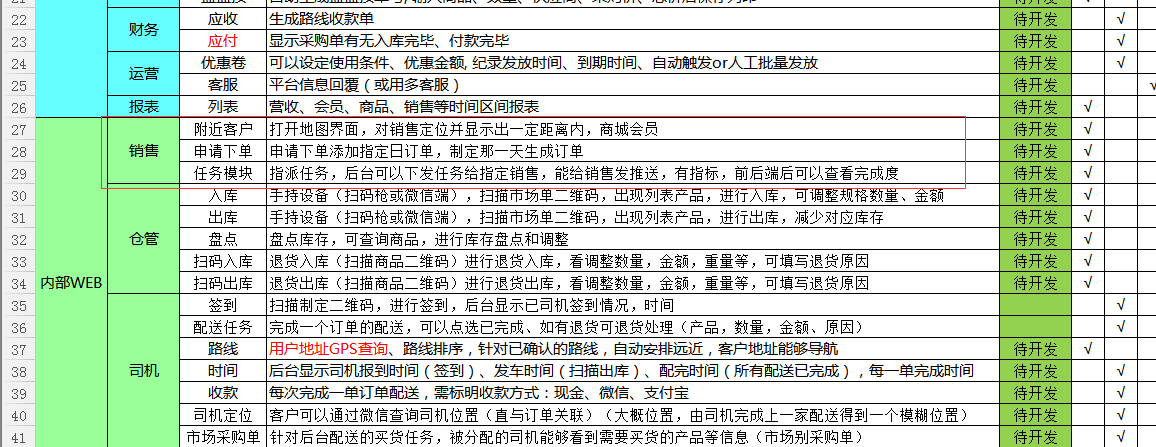 22 财务 应收 生成路线收款单 待开发 √
23 应付 显示采购单有无入库完毕、付款完毕 待开发 √
24 运营 优惠卷 可以设定使用条件、优惠金额, 纪录发放时间、到期时间、自动触发or人工批量发放 待开发 √
25 客服 平台信息回覆（或用多客服） 待开发 √
26 报表 列表 营收、会员、商品、销售等时间区间报表 待开发 √
27 内部WEB 销售 附近客户 打开地图界面，对销售定位并显示出一定距离内，商城会员 待开发 √
28 申请下单 申请下单添加指定日订单，制定那一天生成订单 待开发 √
29 任务模块 指派任务，后台可以下发任务给指定销售，能给销售发推送，有指标，前后端后可以查看完成度 待开发 √
30 仓管 入库 手持设备（扫码枪或微信端），扫描市场单二维码，出现列表产品，进行入库，可调整规格数量、金额 待开发 √
31 出库 手持设备（扫码枪或微信端），扫描市场单二维码，出现列表产品，进行出库，减少对应库存 待开发 √
32 盘点 盘点库存，可查询商品，进行库存盘点和调整 待开发 √
33 扫码入库 退货入库（扫描商品二维码）进行退货入库，看调整数量，金额，重量等，可填写退货原因 待开发 √
34 扫码出库 退货出库（扫描商品二维码）进行退货出库，看调整数量，金额，重量等，可填写退货原因 待开发 √
35 司机 签到 扫描制定二维码，进行签到，后台显示已司机签到情况，时间 √
36 配送任务 完成一个订单的配送，可以点选已完成、如有退货可退货处理（产品，数量，金额、原因） √
37 路线 用户地址GPS查询、路线排序，针对已确认的路线，自动安排远近，客户地址能够导航 待开发 √
38 时间 后台显示司机报到时间（签到）、发车时间（扫描出库）、配完时间（所有配送已完成），每一单完成时间 待开发 √
39 收款 每次完成一单订单配送，需标明收款方式：现金、微信、支付宝 待开发 √
40 司机定位 客户可以通过微信查询司机位置（直与订单关联）（大概位置，由司机完成上一家配送得到一个模糊位置） 待开发 √
41 市场采购单 针对后台配送的买货任务，被分配的司机能够看到需要买货的产品等信息（市场别采购单） 待开发 √